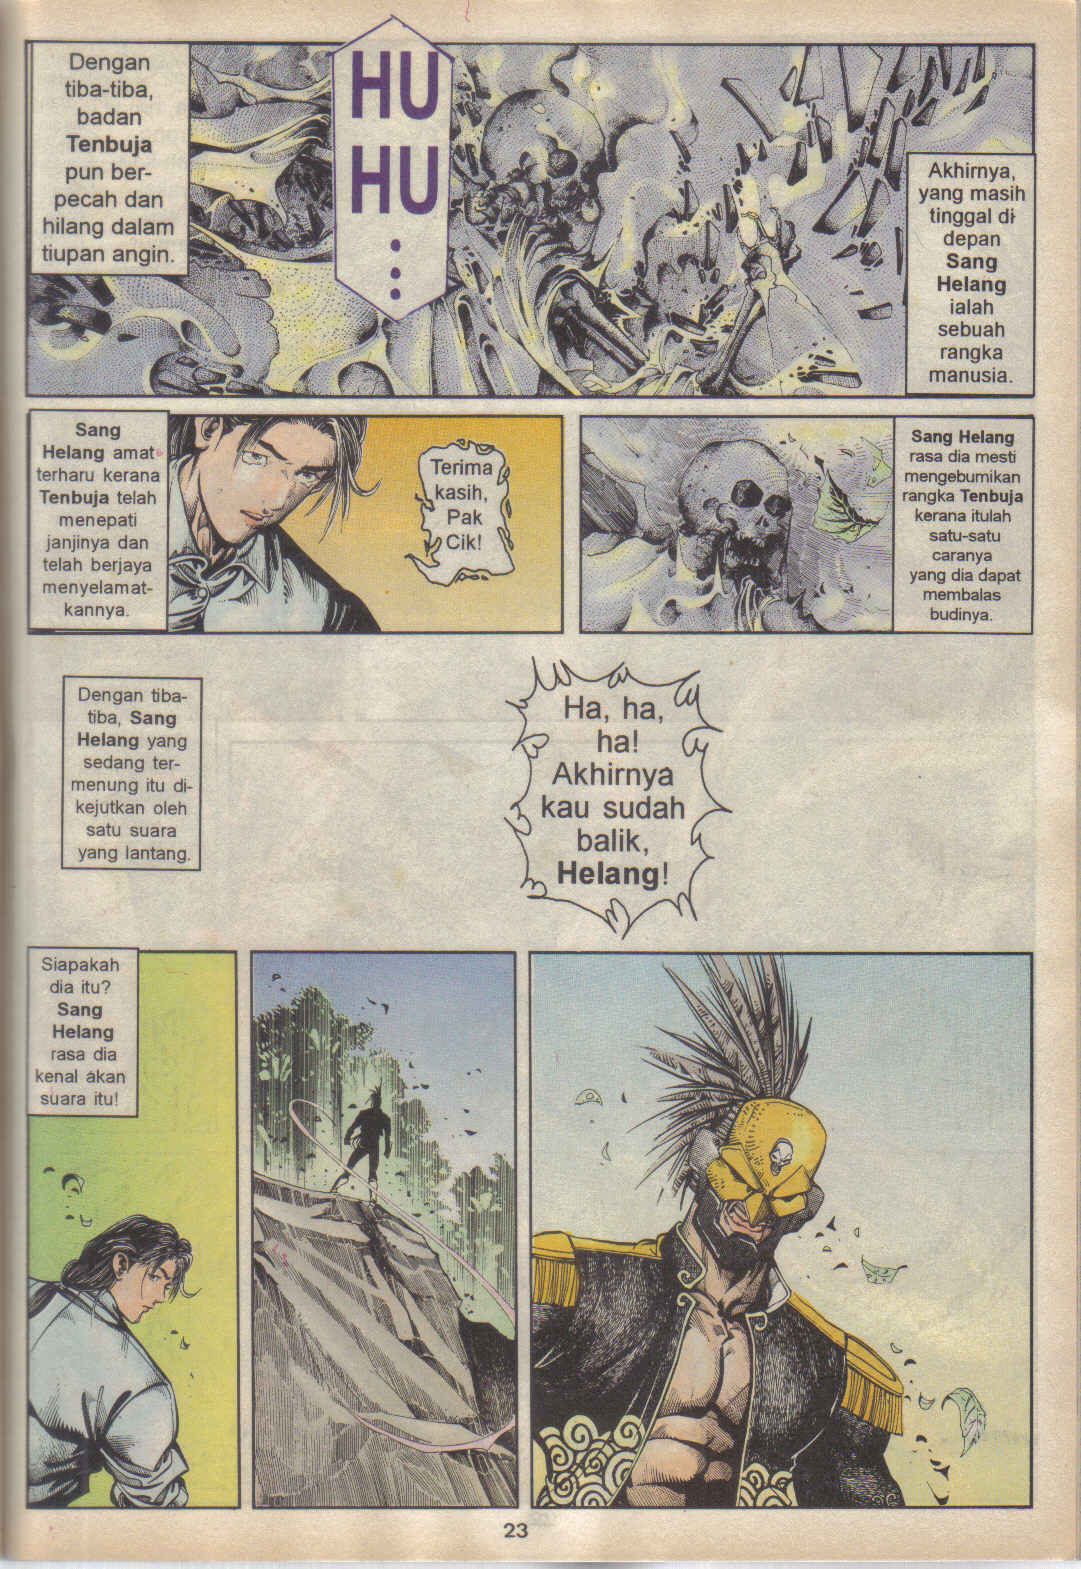 Dengan
tiba-tiba,
badan
Tenbuja
pun ber-
pecah dan
hilang dalam
tiupan angin.
HU
HU
...
Akhirnya,
yang masih
tinggal di
depan
Sang
Helang
ialah
sebuah
rangka
manusia.
Sang
Helang amat
terharu kerana
Tenbuja telah
menepati
janjinya dan
telah berjaya
menyelamat-
kannya.
Terima
kasih,
Pak
Cik!
Sang Helang
rasa dia mesti
mengebumikan
rangka Tenbuja
kerana itulah
satu-satu
caranya
yang dia dapat
membalas
budinya.
Dengan tiba-
tiba, Sang
Helang yang
sedang ter-
menung itu di-
kejutkan oleh
satu suara
yang lantang.
Ha, ha,
ha!
Akhirnya
kau sudah
balik,
Helang!
Siapakah
dia itu?
Sang
Helang
rasa dia
kenal akan
suara itu!
23